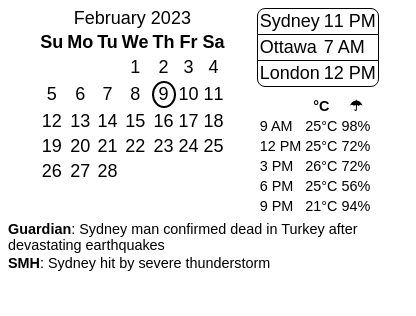 February 2023
Su Mo Tu We Th Fr Sa
1 2 3 4
5 6 7 8 9 10 11
12 13 14 15 16 17 18
19 20 21 22 23 24 25
26 27 28
Sydney 11 PM
Ottawa 7 AM
London 12 PM
°C ☂
9 AM 25°C 98%
12 PM 25°C 72%
3 PM 26°C 72%
6 PM 25°C 56%
9 PM 21°C 94%
Guardian: Sydney man confirmed dead in Turkey after
devastating earthquakes
SMH: Sydney hit by severe thunderstorm